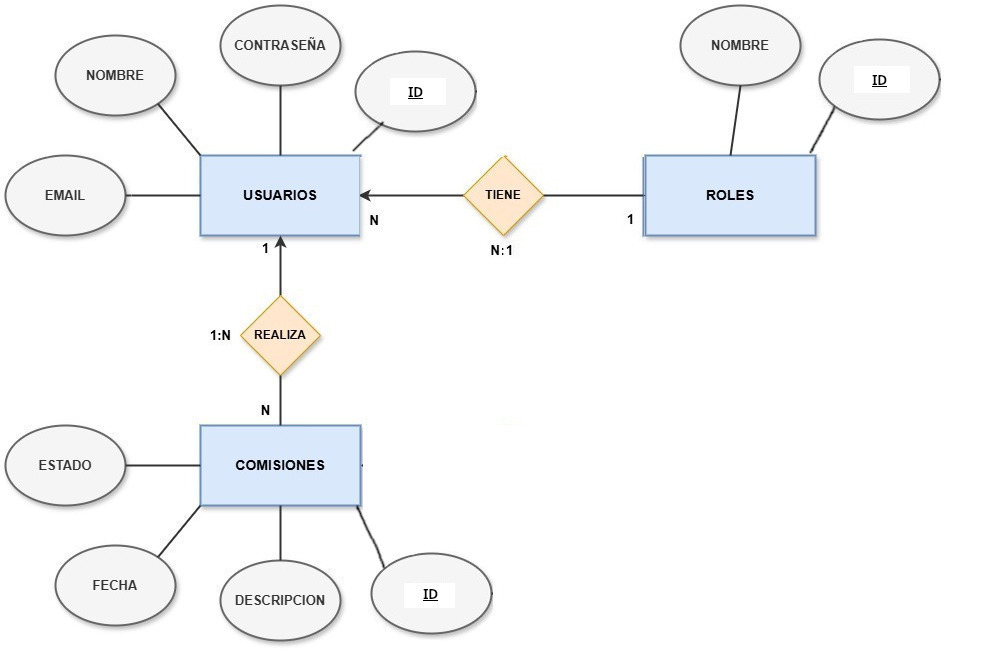 CONTRASEÑA
NOMBRE
NOMBRE
ID
ID
EMAIL
USUARIOS
TIENE
ROLES
N
1
1
N:1
1:N
REALIZA
N
ESTADO
COMISIONES
FECHA
DESCRIPCION
ID